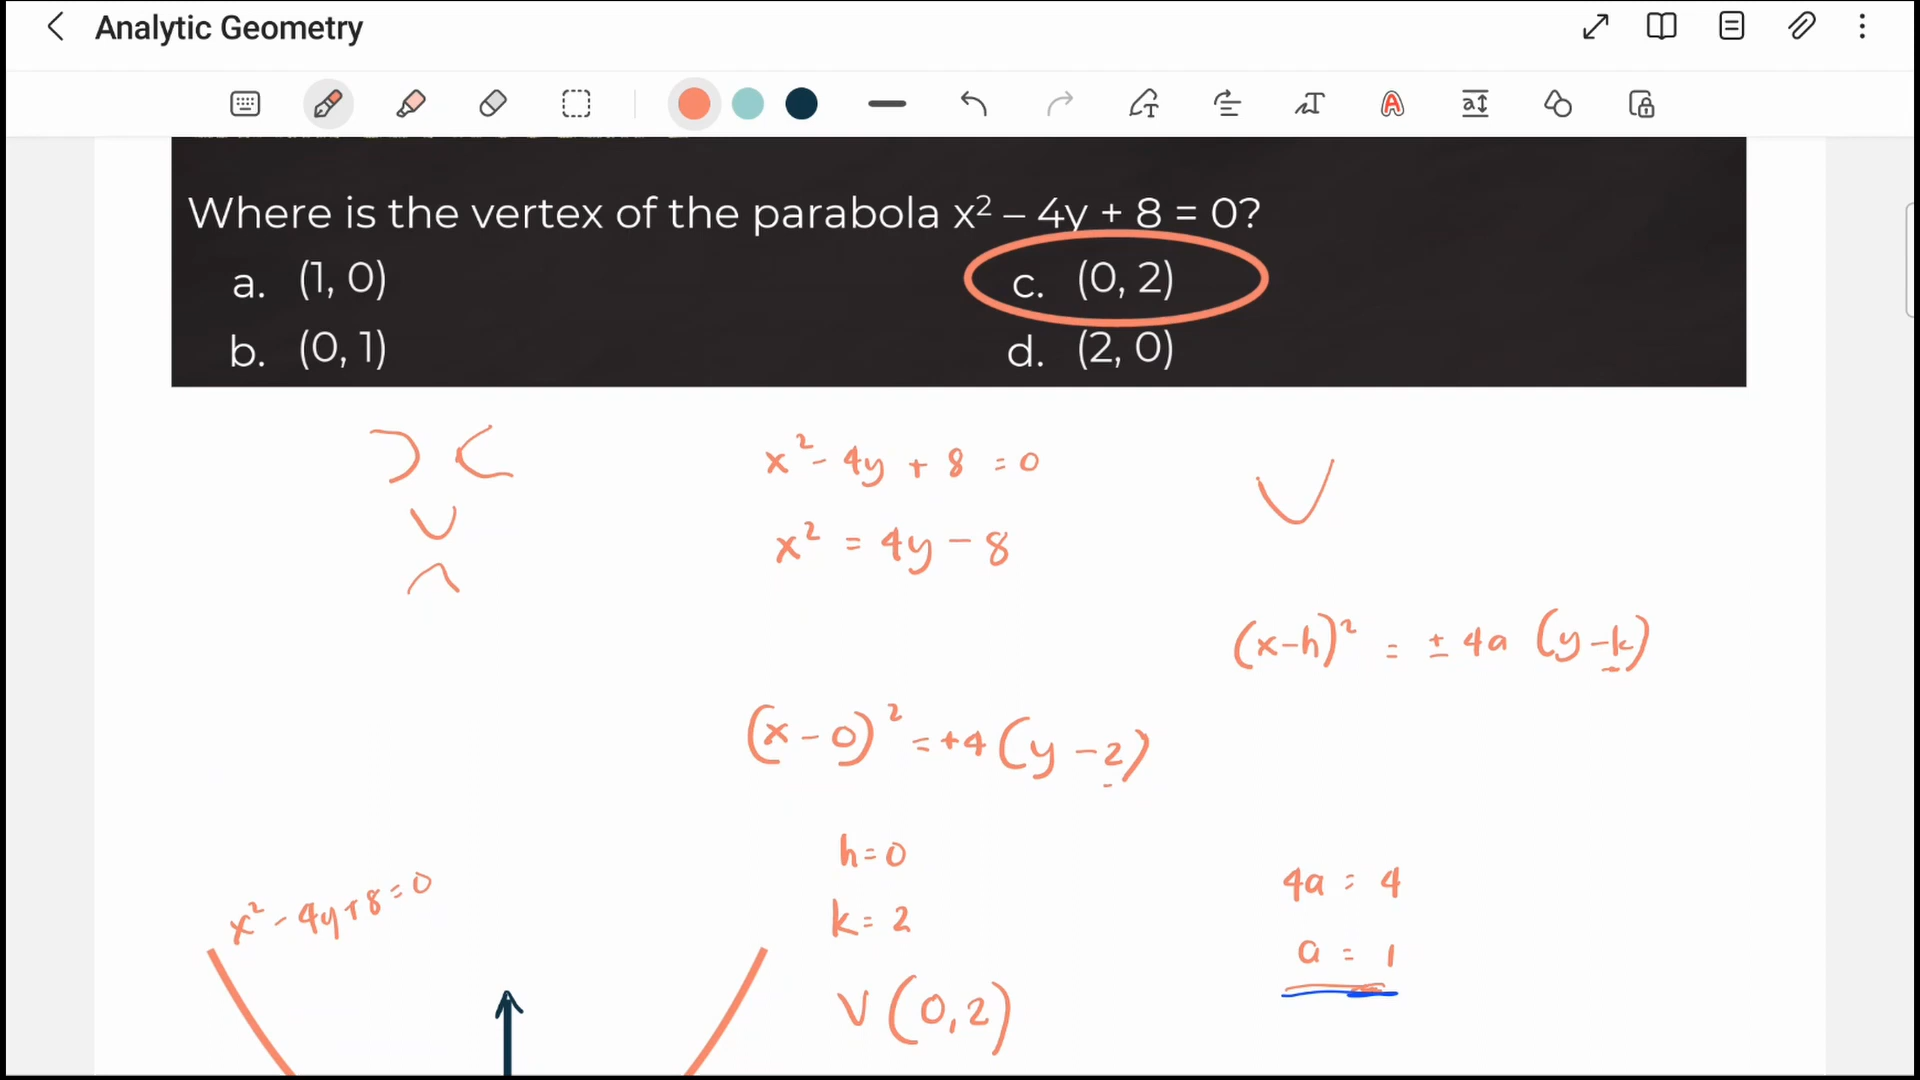 Analytic Geometry
Where is the vertex of the parabola x² – 4y + 8 = 0?
a. (1, 0)
c. (0, 2)
b. (0, 1)
d. (2, 0)
x² - 4y + 8 = 0
x² = 4y - 8
(x-h)² = ± 4a (y-k)
(x - 0)² = +4 (y - 2)
h = 0
x² - 4y + 8 = 0
4a = 4
k = 2
a = 1
V (0, 2)